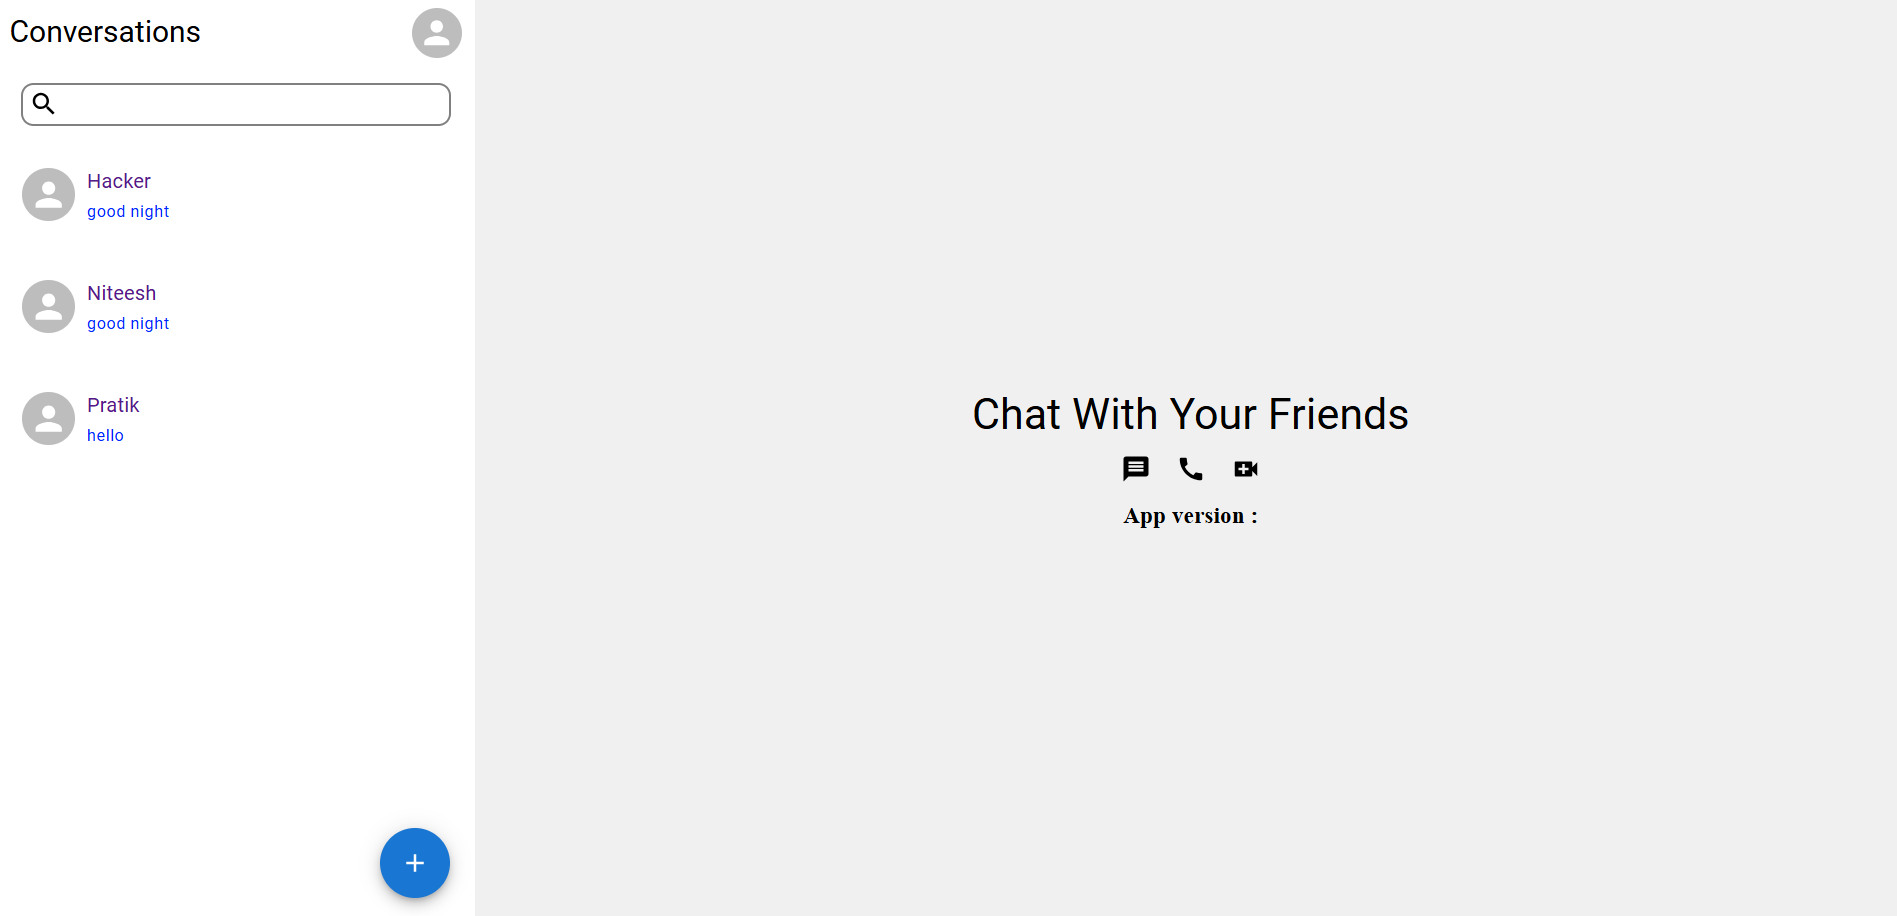 Conversations
Hacker
good night
Niteesh
good night
Pratik
hello
Chat With Your Friends
App version :